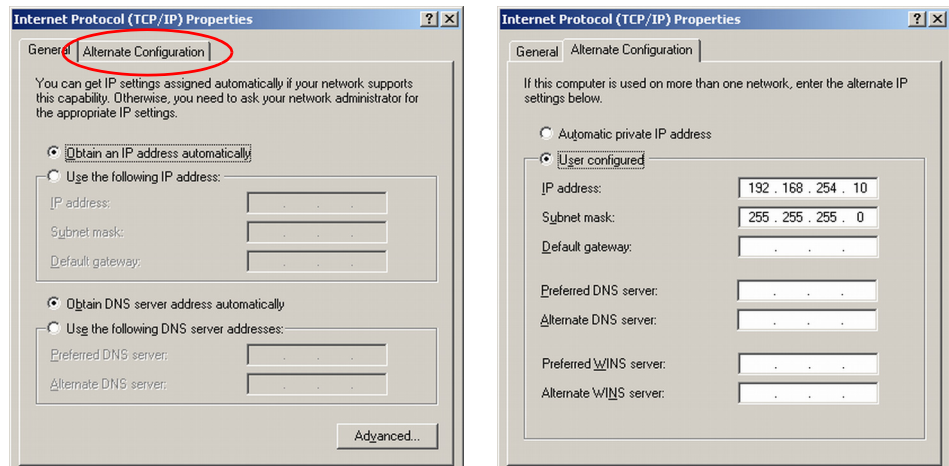 Internet Protocol (TCP/IP) Properties
General
Alternate Configuration
You can get IP settings assigned automatically if your network supports
this capability. Otherwise, you need to ask your network administrator for
the appropriate IP settings.
Obtain an IP address automatically
Use the following IP address:
IP address:
Subnet mask:
Default gateway:
Obtain DNS server address automatically
Use the following DNS server addresses:
Preferred DNS server:
Alternate DNS server:
Advanced...
Internet Protocol (TCP/IP) Properties
General
Alternate Configuration
If this computer is used on more than one network, enter the alternate IP
settings below.
Automatic private IP address
User configured
IP address: 192 . 168 . 254 . 10
Subnet mask: 255 . 255 . 255 . 0
Default gateway:
Preferred DNS server:
Alternate DNS server:
Preferred WINS server:
Alternate WINS server: